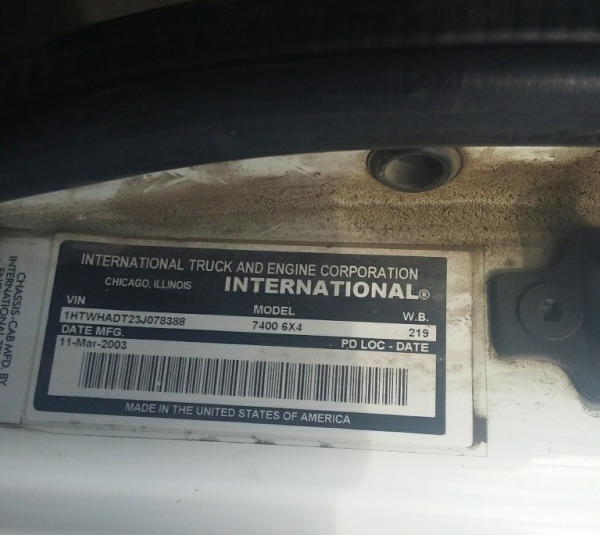 INTERNATIONAL TRUCK AND ENGINE CORPORATION
CHICAGO, ILLINOIS INTERNATIONAL®
VIN MODEL W.B.
1HTWHADT23J078388 7400 6X4 219
DATE MFG. PD LOC - DATE
11-Mar-2003
MADE IN THE UNITED STATES OF AMERICA
CHASSIS-CAB MFD. BY
INTERNATIONAL